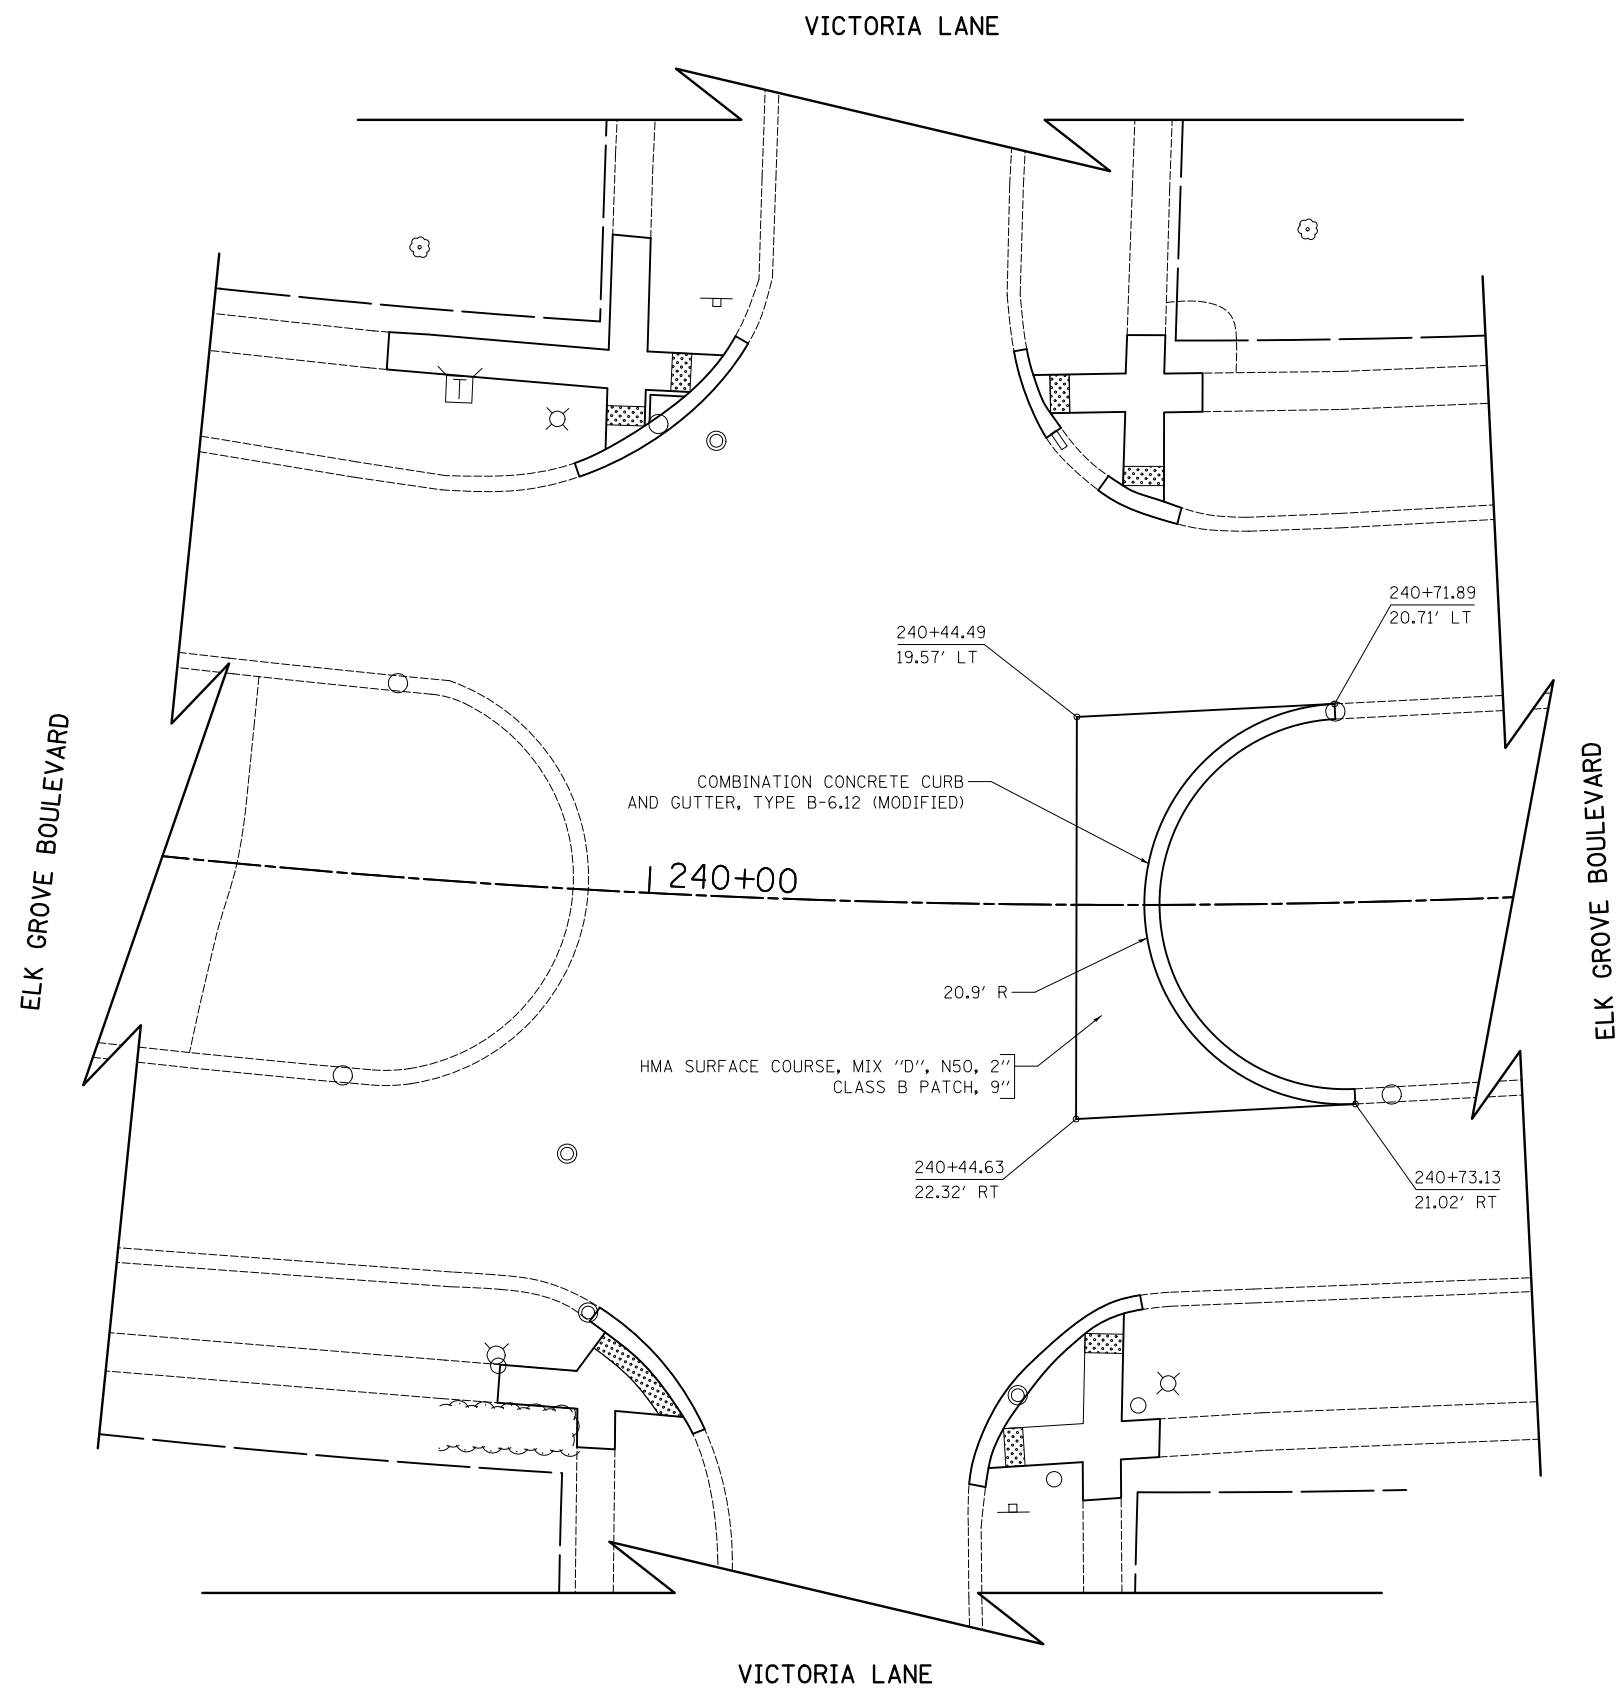 VICTORIA LANE
240+71.89
20.71' LT
240+44.49
19.57' LT
ELK GROVE BOULEVARD
COMBINATION CONCRETE CURB
AND GUTTER, TYPE B-6.12 (MODIFIED)
ELK GROVE BOULEVARD
240+00
20.9' R
HMA SURFACE COURSE, MIX "D", N50, 2"
CLASS B PATCH, 9"
240+44.63
22.32' RT
240+73.13
21.02' RT
T
VICTORIA LANE